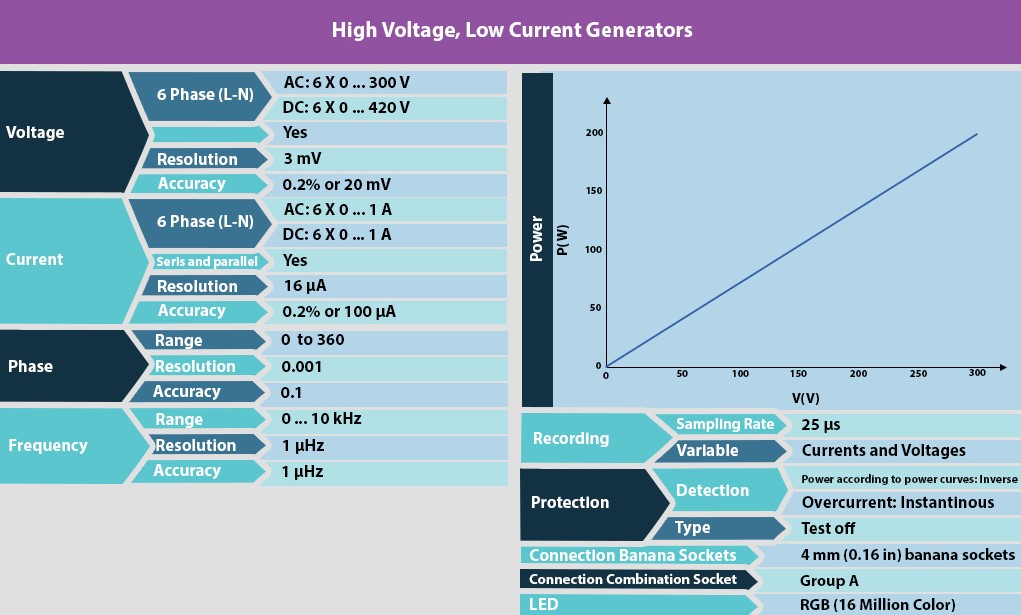 High Voltage, Low Current Generators
Voltage
6 Phase (L-N)
AC: 6 X 0 ... 300 V
DC: 6 X 0 ... 420 V
Yes
Resolution
3 mV
Accuracy
0.2% or 20 mV
Current
6 Phase (L-N)
AC: 6 X 0 ... 1 A
DC: 6 X 0 ... 1 A
Seris and parallel
Yes
Resolution
16 µA
Accuracy
0.2% or 100 µA
Phase
Range
0 to 360
Resolution
0.001
Accuracy
0.1
Frequency
Range
0 ... 10 kHz
Resolution
1 µHz
Accuracy
1 µHz
Power
P(W)
200
150
100
50
0
0
50
100
150
200
250
300
V(V)
Recording
Sampling Rate
25 µs
Variable
Currents and Voltages
Protection
Detection
Power according to power curves: Inverse
Overcurrent: Instantinous
Type
Test off
Connection Banana Sockets
4 mm (0.16 in) banana sockets
Connection Combination Socket
Group A
LED
RGB (16 Million Color)